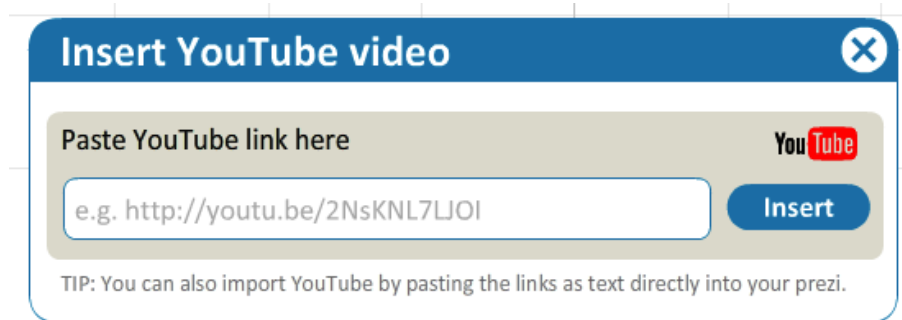 Insert YouTube video
Paste YouTube link here
YouTube
e.g. http://youtu.be/2NsKNL7LJOI
Insert
TIP: You can also import YouTube by pasting the links as text directly into your prezi.